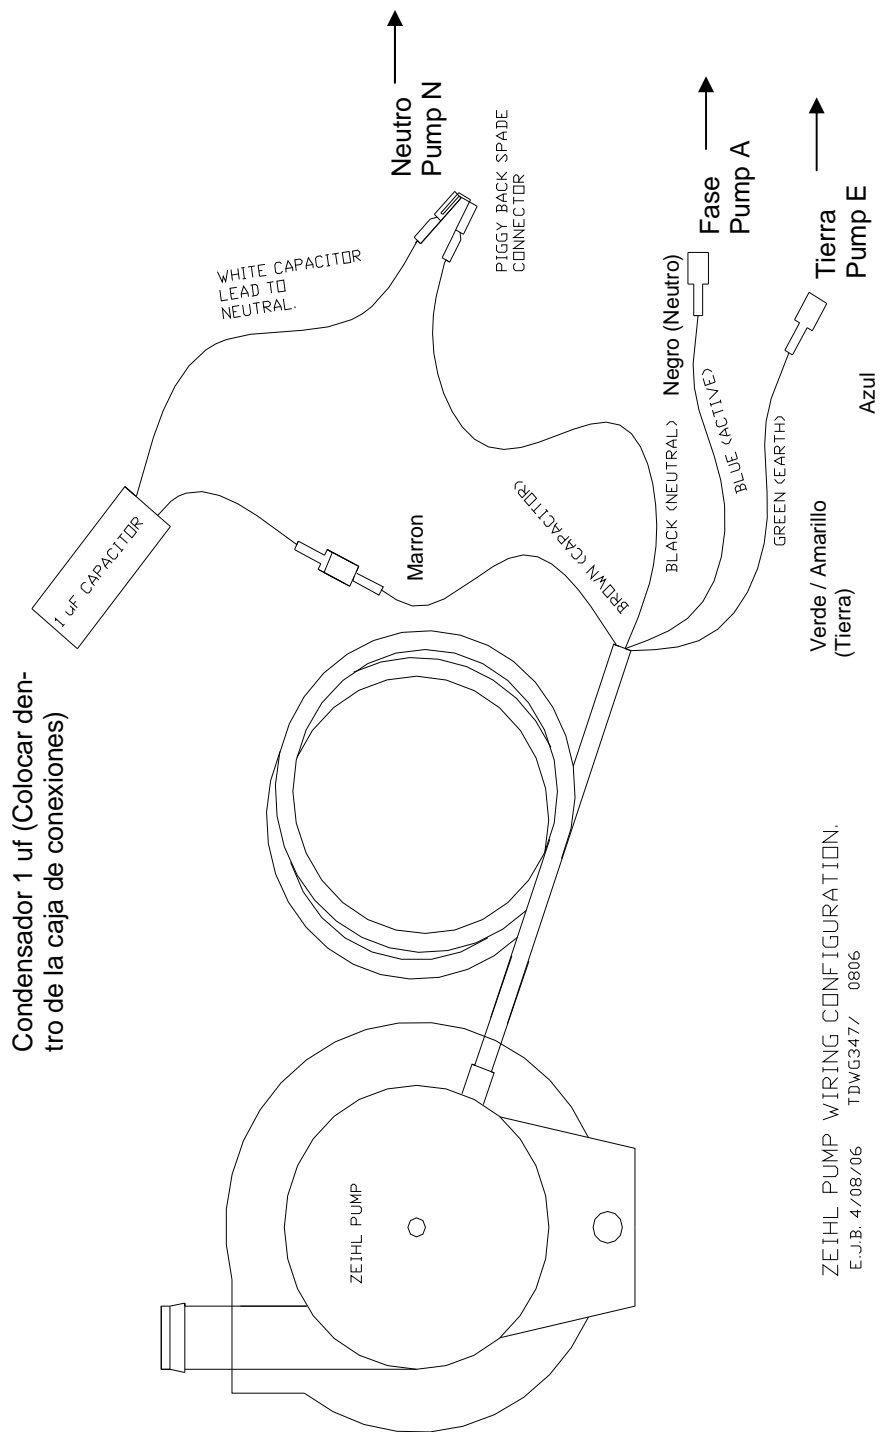 Condensador 1 uf (Colocar den-
tro de la caja de conexiones)
1 uF CAPACITOR
WHITE CAPACITOR
LEAD TO
NEUTRAL.
Neutro
Pump N
PIGGY BACK SPADE
CONNECTOR
Marron
BROWN (CAPACITOR)
BLACK (NEUTRAL)
Negro (Neutro)
Fase
Pump A
BLUE (ACTIVE)
GREEN (EARTH)
Tierra
Pump E
Verde / Amarillo
(Tierra)
Azul
ZEIHL PUMP
ZEIHL PUMP WIRING CONFIGURATION.
E.J.B. 4/08/06 TDWG347/ 0806